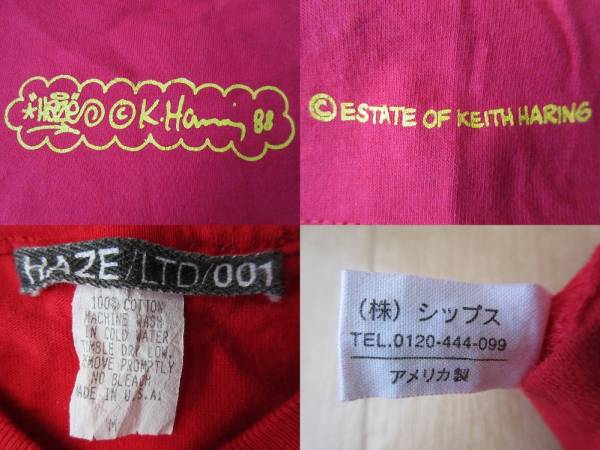 *HAZE © K. Haring 88
© ESTATE OF KEITH HARING
HAZE/LTD/001
100% COTTON
MACHINE WASH
IN COLD WATER
TUMBLE DRY LOW.
REMOVE PROMPTLY
NO BLEACH
MADE IN U.S.A.
M
(株) シップス
TEL.0120-444-099
アメリカ製